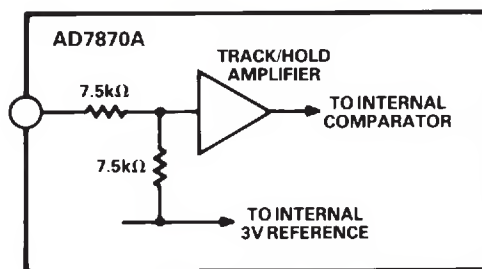 AD7870A
TRACK/HOLD
AMPLIFIER
7.5kΩ
TO INTERNAL
COMPARATOR
7.5kΩ
TO INTERNAL
3V REFERENCE